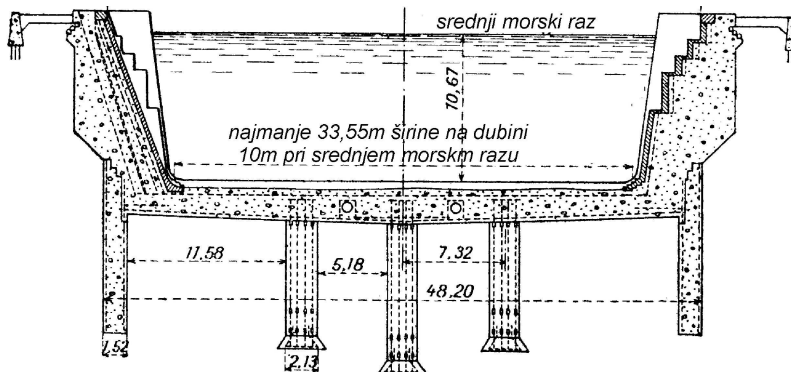 srednji morski raz
10,67
najmanje 33,55m širine na dubini
10m pri srednjem morskm razu
11,58
5,18
7,32
48,20
1,52
2,13